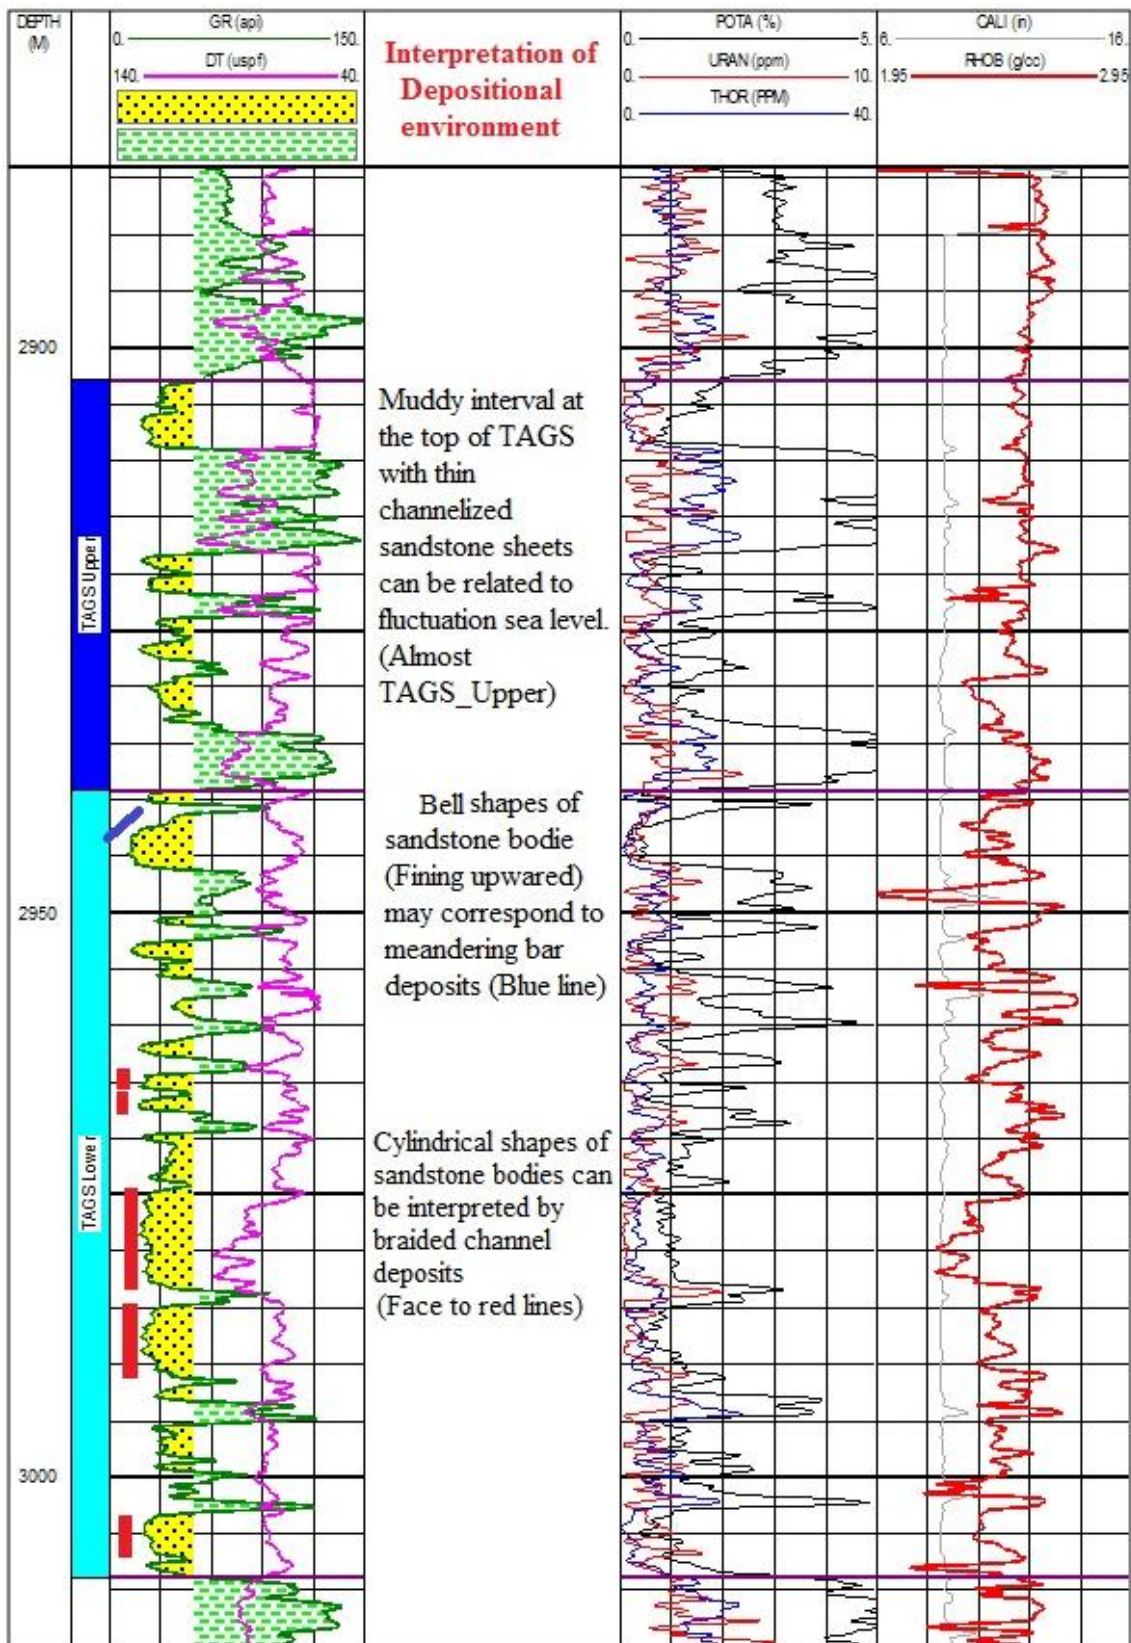 DEPTH
(M)
GR (api)
0. 150.
DT (uspf)
140. 40.
Interpretation of
Depositional
environment
POTA (%)
0. 5.
URAN (ppm)
0. 10.
THOR (PPM)
0. 40.
CALI (in)
6. 16.
RHOB (g/cc)
1.95 2.95
2900
TAGS Upper
Muddy interval at
the top of TAGS
with thin
channelized
sandstone sheets
can be related to
fluctuation sea level.
(Almost
TAGS_Upper)
Bell shapes of
sandstone bodie
(Fining upwared)
may correspond to
meandering bar
deposits (Blue line)
2950
TAGS Lower
Cylindrical shapes of
sandstone bodies can
be interpreted by
braided channel
deposits
(Face to red lines)
3000